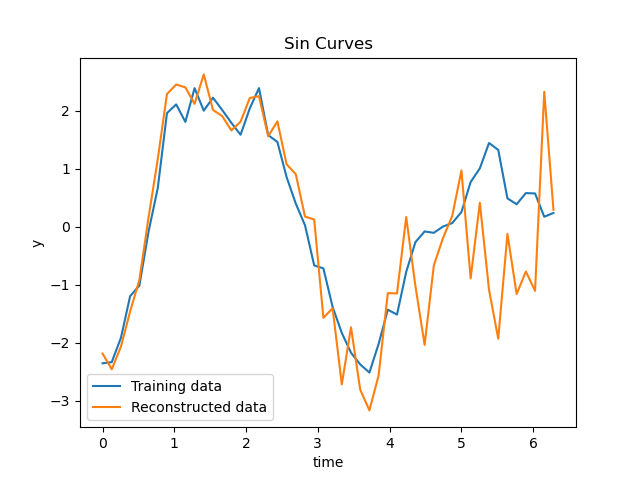 Sin Curves
y
2
1
0
−1
−2
−3
Training data
Reconstructed data
0 1 2 3 4 5 6
time